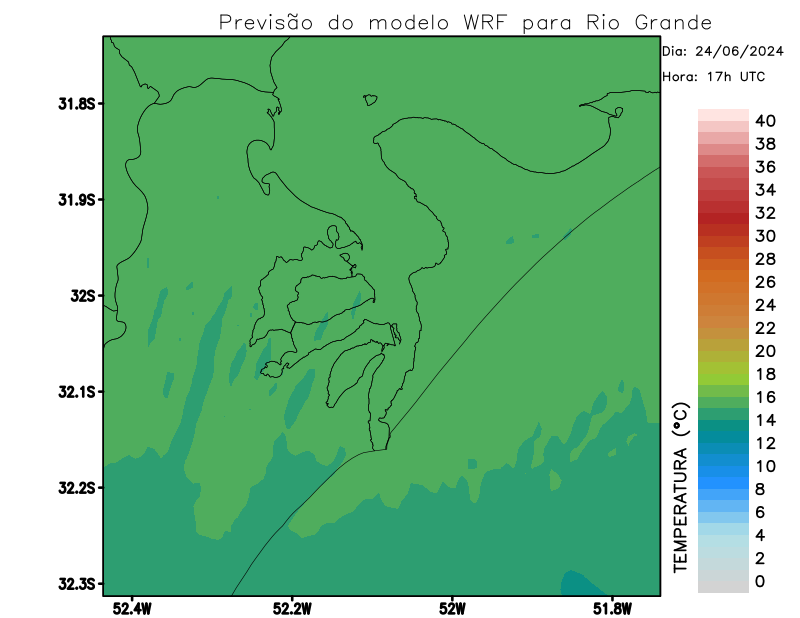 Previsão do modelo WRF para Rio Grande
Dia: 24/06/2024
Hora: 17h UTC
31.8S
31.9S
32S
32.1S
32.2S
32.3S
52.4W
52.2W
52W
51.8W
TEMPERATURA (°C)
40
38
36
34
32
30
28
26
24
22
20
18
16
14
12
10
8
6
4
2
0